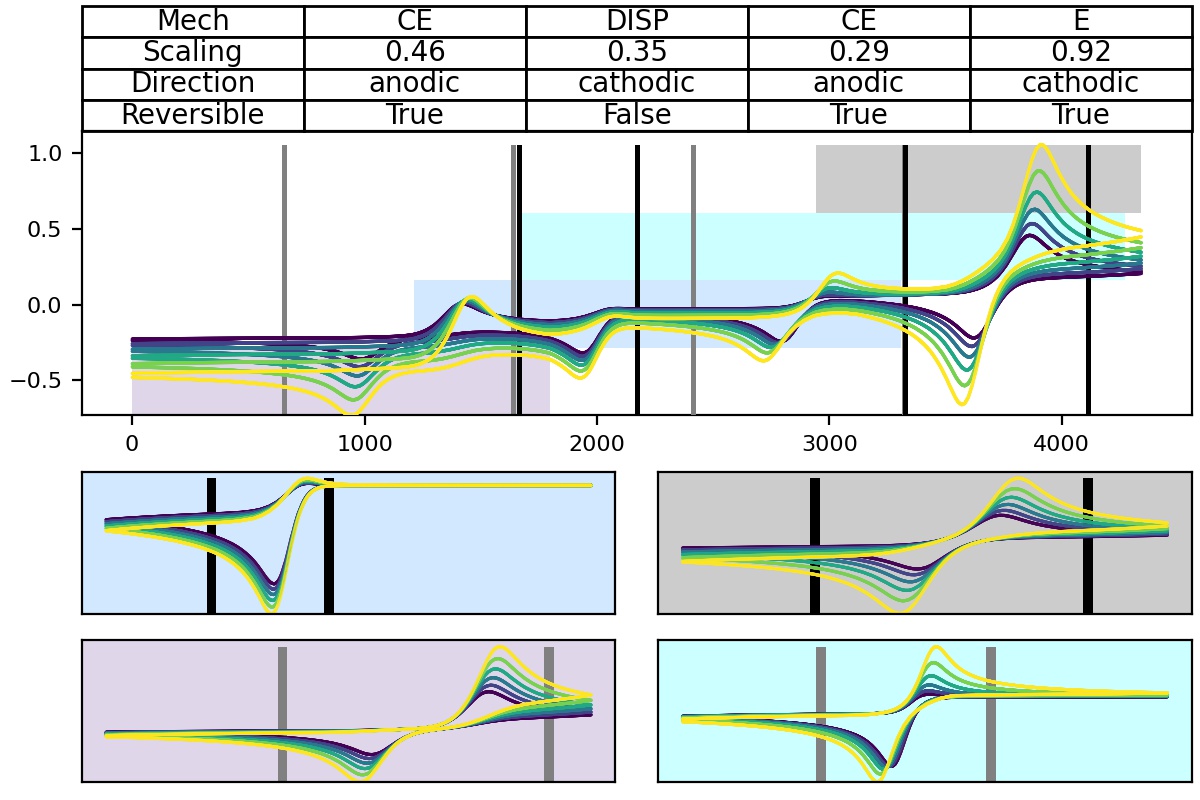 Mech CE DISP CE E
Scaling 0.46 0.35 0.29 0.92
Direction anodic cathodic anodic cathodic
Reversible True False True True
1.0
0.5
0.0
−0.5
0 1000 2000 3000 4000